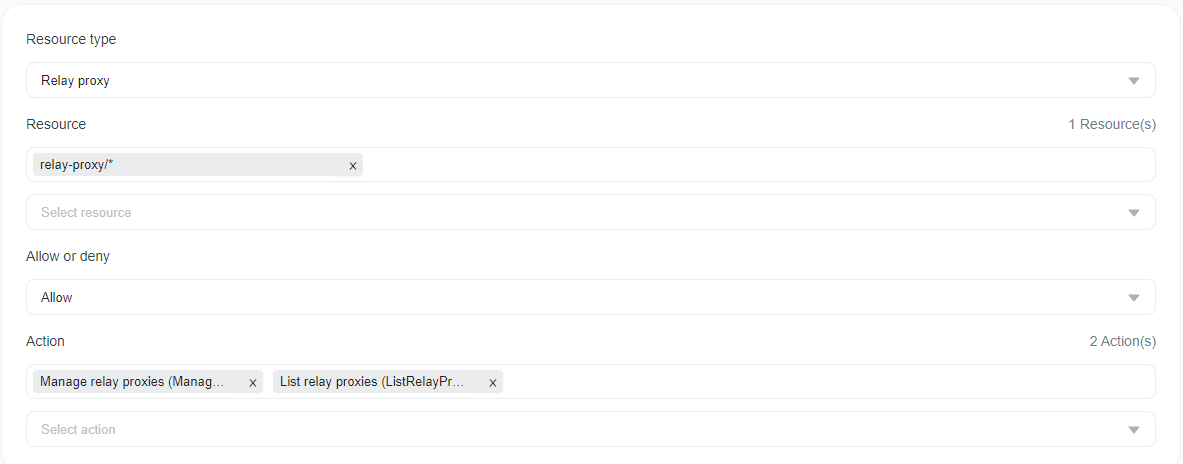 Resource type
Relay proxy
Resource
1 Resource(s)
relay-proxy/*
x
Select resource
Allow or deny
Allow
Action
2 Action(s)
Manage relay proxies (Manag... x List relay proxies (ListRelayPr... x
Select action